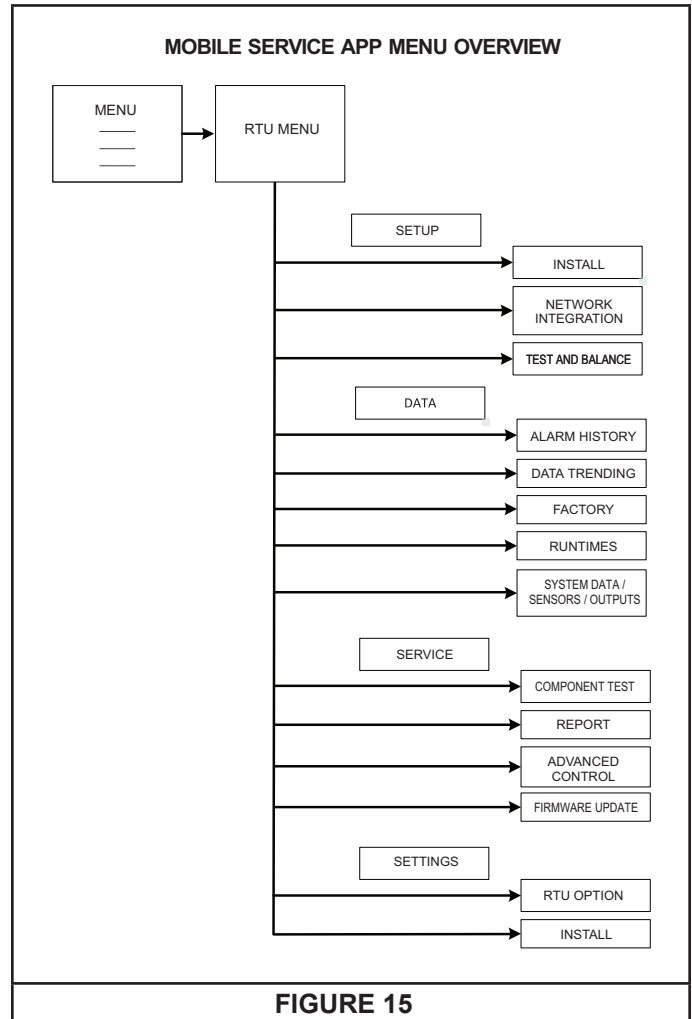 MOBILE SERVICE APP MENU OVERVIEW
MENU
RTU MENU
SETUP
INSTALL
NETWORK
INTEGRATION
TEST AND BALANCE
DATA
ALARM HISTORY
DATA TRENDING
FACTORY
RUNTIMES
SYSTEM DATA /
SENSORS / OUTPUTS
SERVICE
COMPONENT TEST
REPORT
ADVANCED
CONTROL
FIRMWARE UPDATE
SETTINGS
RTU OPTION
INSTALL
FIGURE 15